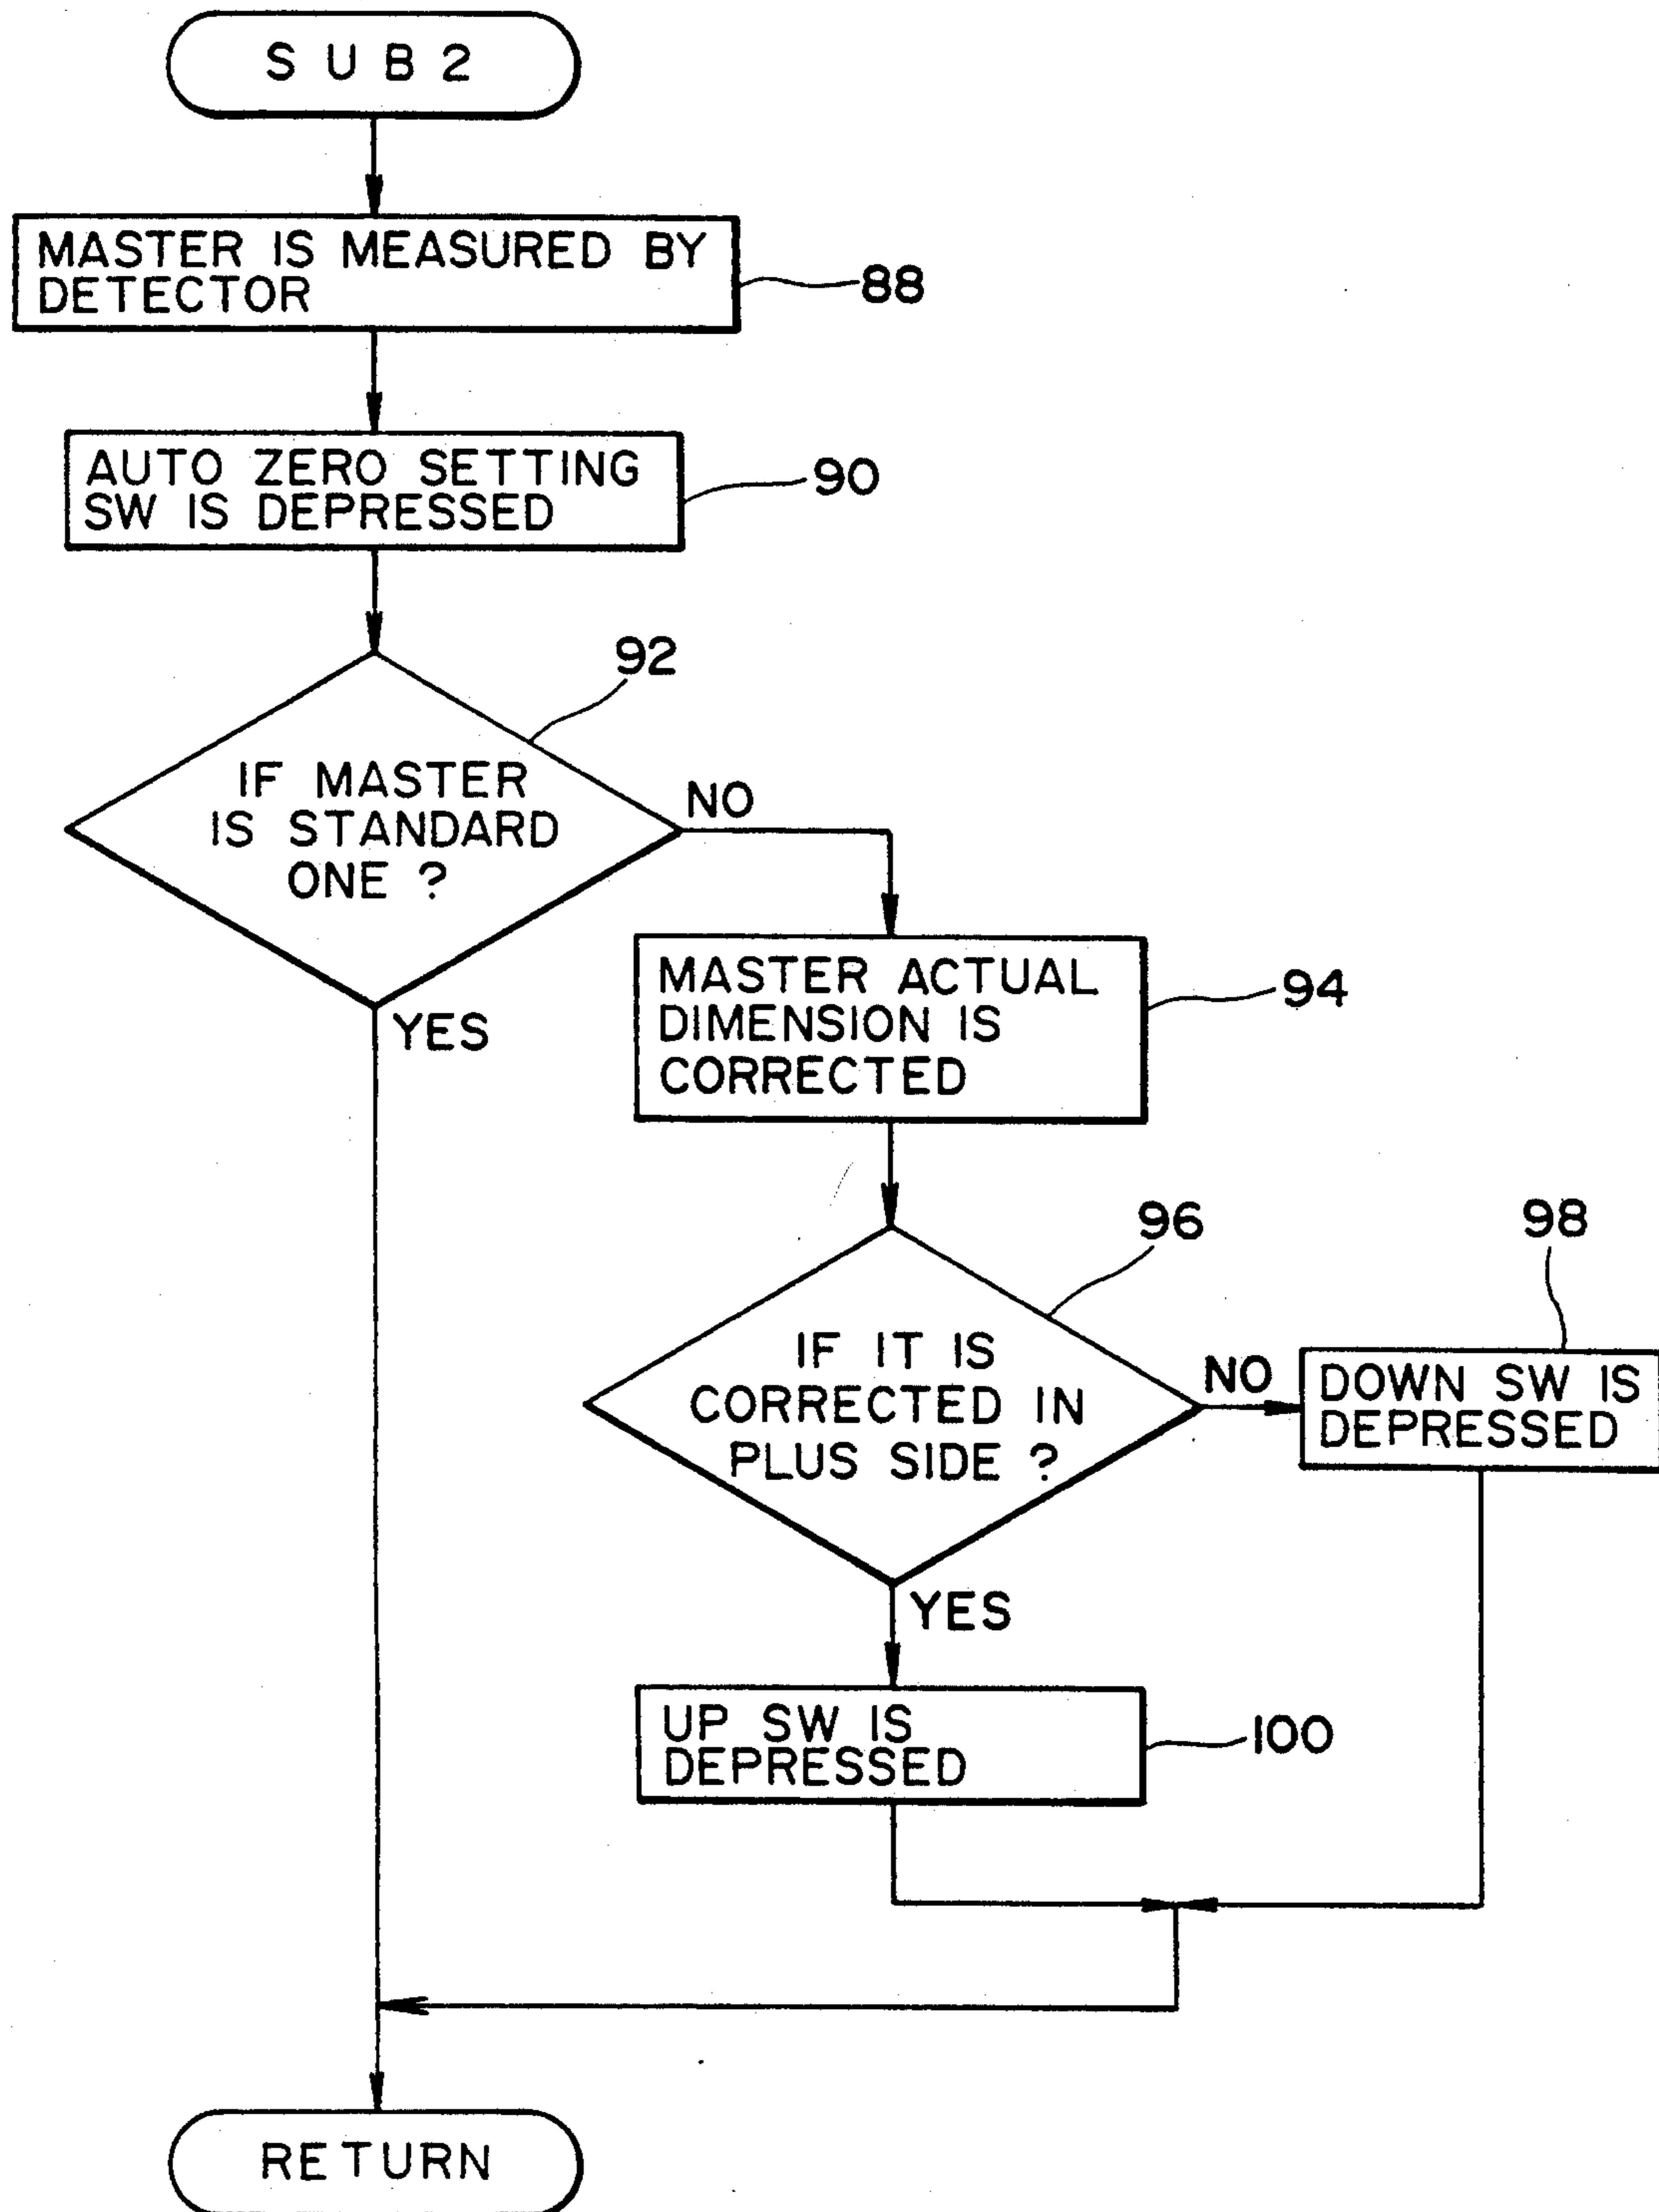 SUB2
MASTER IS MEASURED BY
DETECTOR
88
AUTO ZERO SETTING
SW IS DEPRESSED
90
92
IF MASTER
IS STANDARD
ONE ?
NO
YES
MASTER ACTUAL
DIMENSION IS
CORRECTED
94
96
98
IF IT IS
CORRECTED IN
PLUS SIDE ?
NO
DOWN SW IS
DEPRESSED
YES
UP SW IS
DEPRESSED
100
RETURN